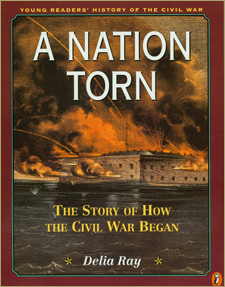 YOUNG READERS' HISTORY OF THE CIVIL WAR
A NATION
TORN
THE STORY OF HOW
THE CIVIL WAR BEGAN
Delia Ray